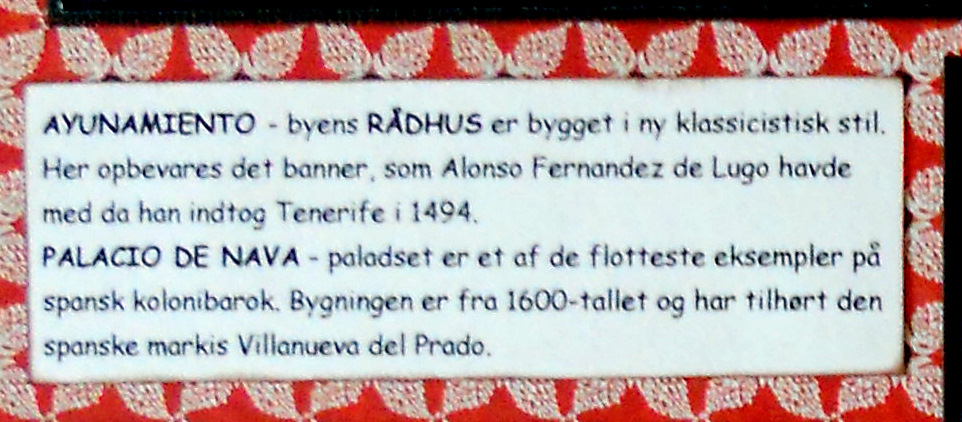 AYUNAMIENTO - byens RÅDHUS er bygget i ny klassicistisk stil.
Her opbevares det banner, som Alonso Fernandez de Lugo havde
med da han indtog Tenerife i 1494.
PALACIO DE NAVA - paladset er et af de flotteste eksempler på
spansk kolonibarok. Bygningen er fra 1600-tallet og har tilhørt den
spanske markis Villanueva del Prado.